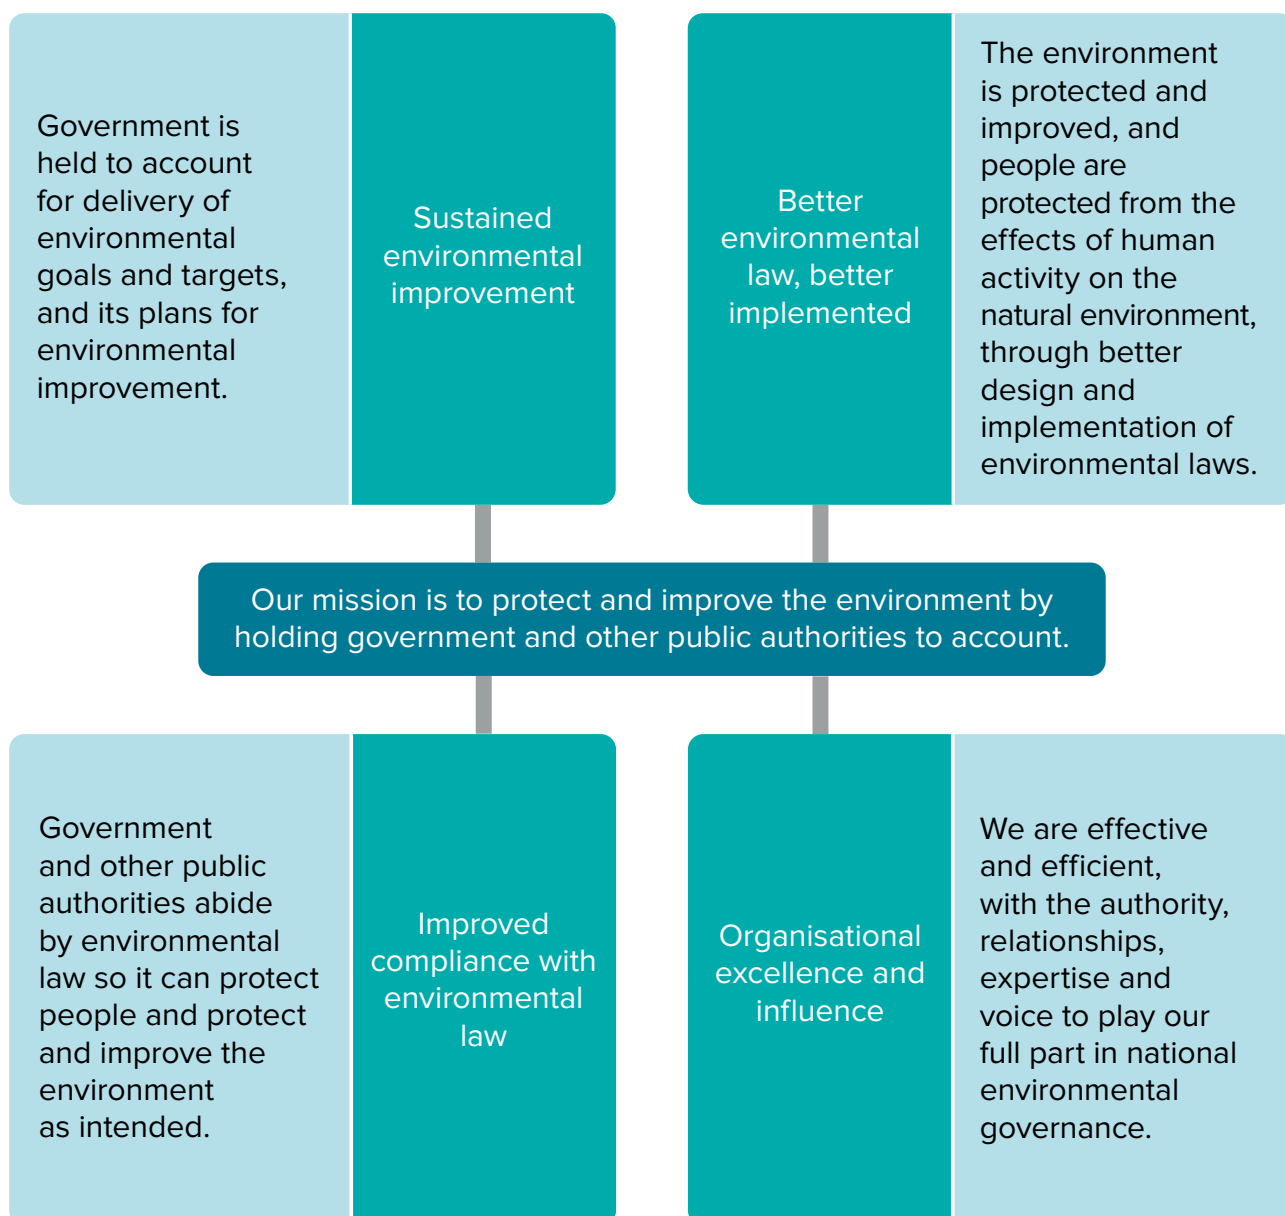 Government is
held to account
for delivery of
environmental
goals and targets,
and its plans for
environmental
improvement.
Sustained
environmental
improvement
Better
environmental
law, better
implemented
The environment
is protected and
improved, and
people are
protected from the
effects of human
activity on the
natural environment,
through better
design and
implementation of
environmental laws.
Our mission is to protect and improve the environment by
holding government and other public authorities to account.
Government
and other public
authorities abide
by environmental
law so it can protect
people and protect
and improve the
environment
as intended.
Improved
compliance with
environmental
law
Organisational
excellence and
influence
We are effective
and efficient,
with the authority,
relationships,
expertise and
voice to play our
full part in national
environmental
governance.